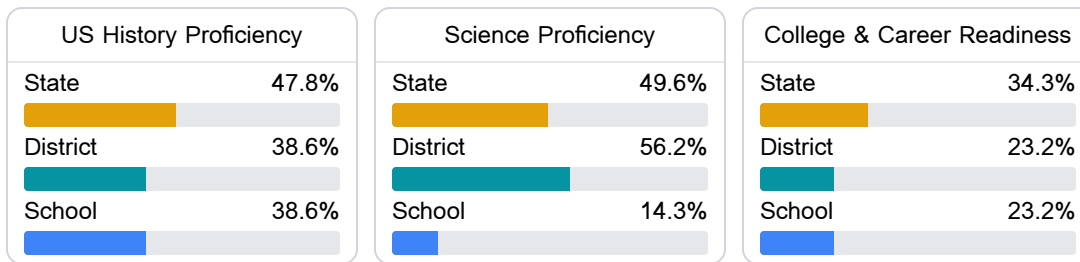 US History Proficiency
State 47.8%
District 38.6%
School 38.6%
Science Proficiency
State 49.6%
District 56.2%
School 14.3%
College & Career Readiness
State 34.3%
District 23.2%
School 23.2%